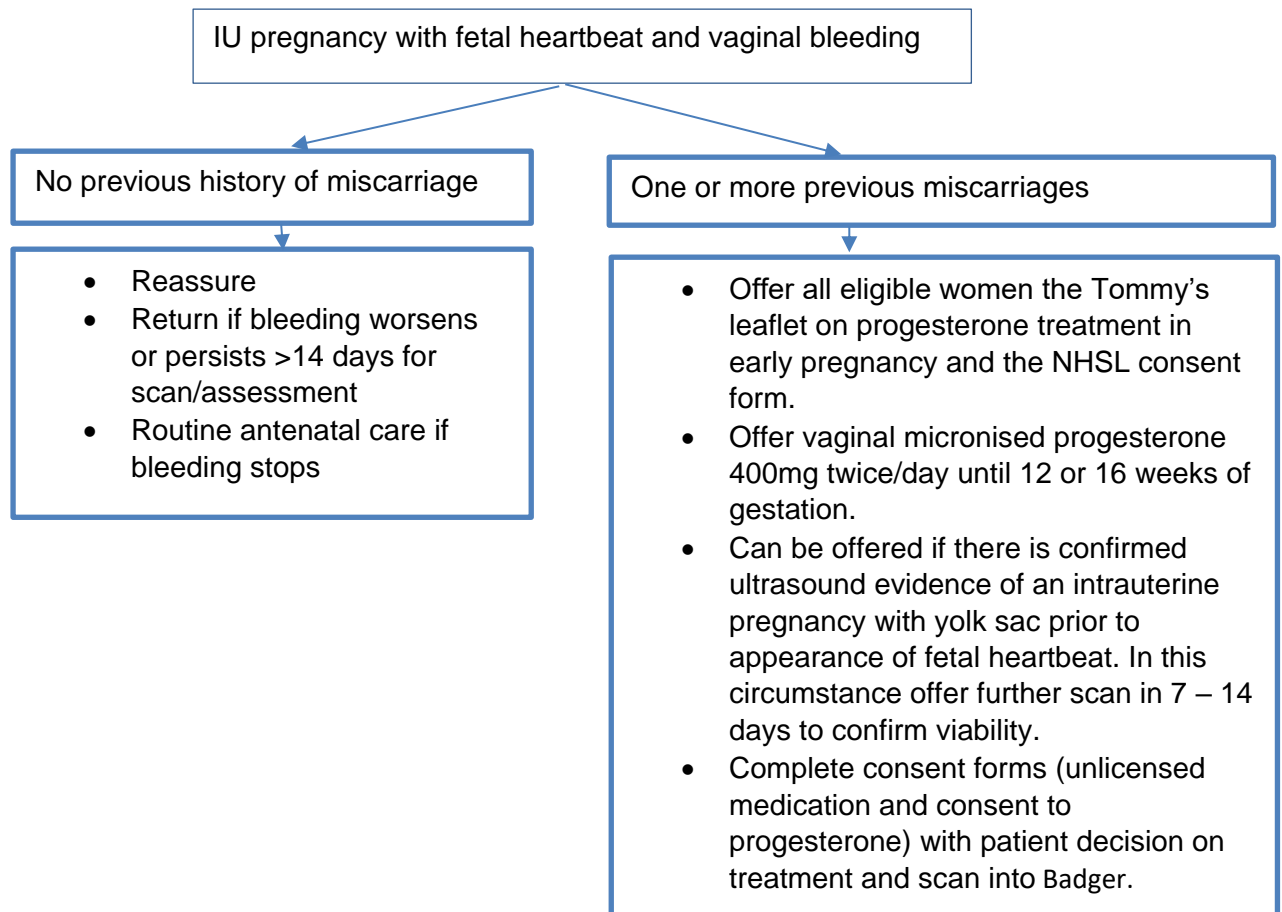 IU pregnancy with fetal heartbeat and vaginal bleeding
No previous history of miscarriage
• Reassure
• Return if bleeding worsens
or persists >14 days for
scan/assessment
• Routine antenatal care if
bleeding stops
One or more previous miscarriages
• Offer all eligible women the Tommy’s
leaflet on progesterone treatment in
early pregnancy and the NHSL consent
form.
• Offer vaginal micronised progesterone
400mg twice/day until 12 or 16 weeks of
gestation.
• Can be offered if there is confirmed
ultrasound evidence of an intrauterine
pregnancy with yolk sac prior to
appearance of fetal heartbeat. In this
circumstance offer further scan in 7 – 14
days to confirm viability.
• Complete consent forms (unlicensed
medication and consent to
progesterone) with patient decision on
treatment and scan into Badger.